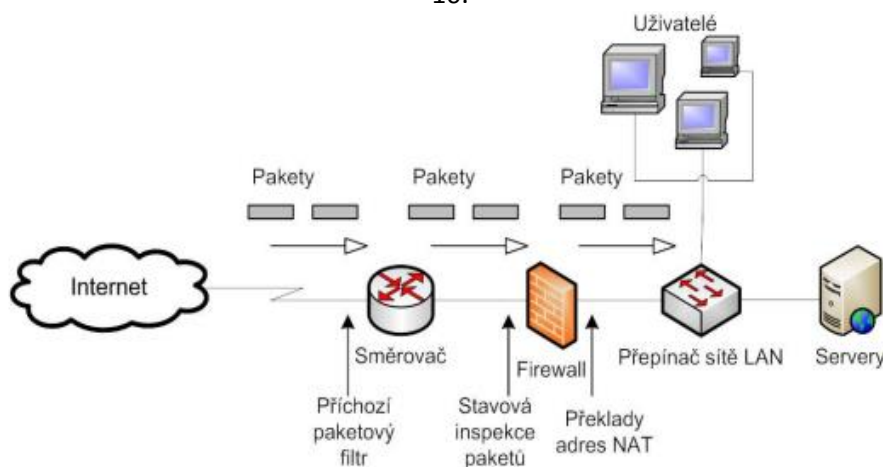 Uživatelé
Pakety
Pakety
Pakety
Internet
Směrovač
Firewall
Přepínač sítě LAN
Servery
Příchozí
paketový
filtr
Stavová
inspekce
paketů
Překlady
adres NAT